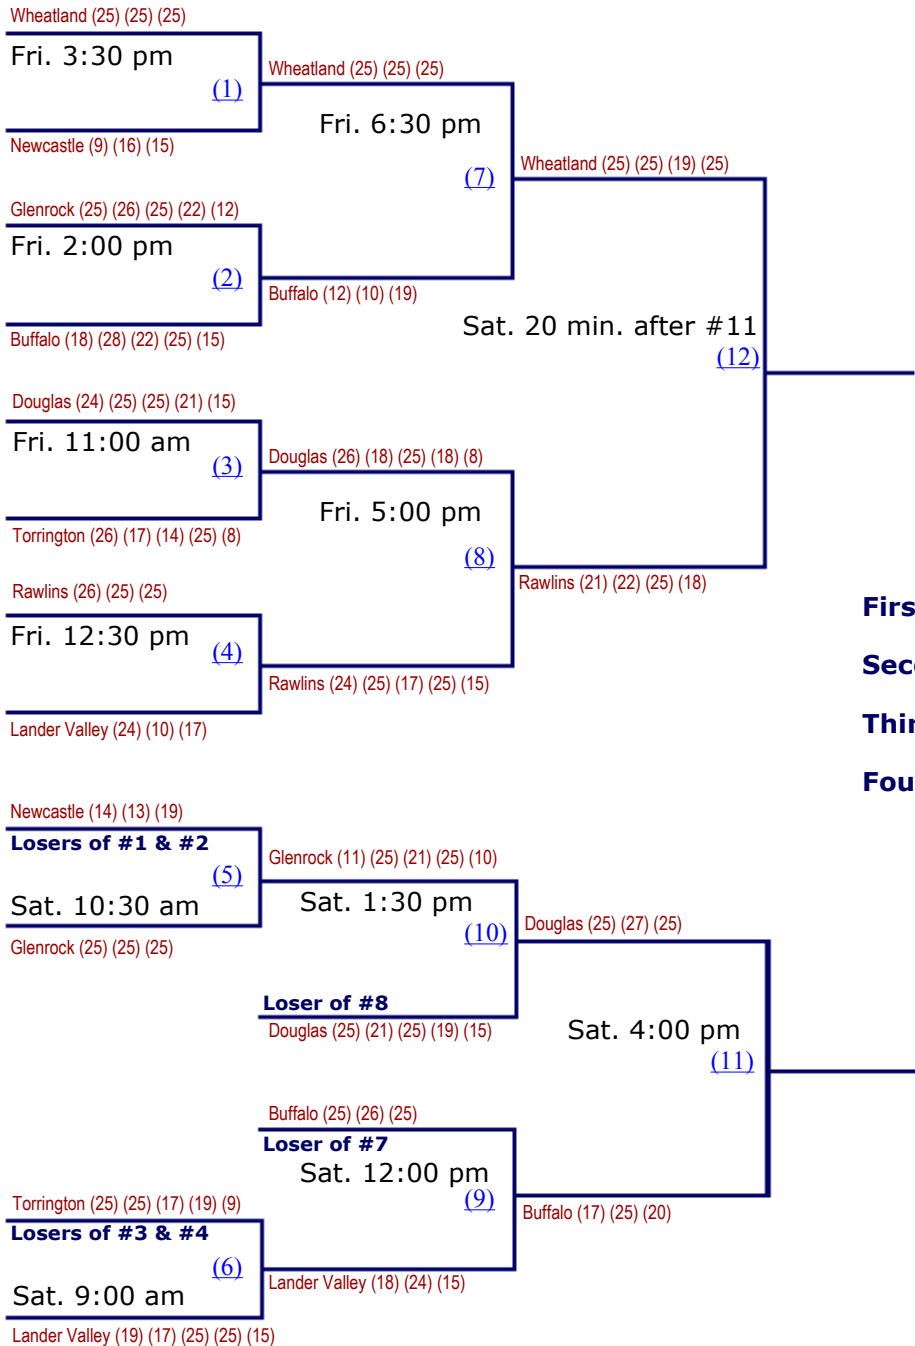 Wheatland (25) (25) (25)
Fri. 3:30 pm
(1)
Newcastle (9) (16) (15)
Wheatland (25) (25) (25)
Fri. 6:30 pm
(7)
Glenrock (25) (26) (25) (22) (12)
Fri. 2:00 pm
(2)
Buffalo (18) (28) (22) (25) (15)
Buffalo (12) (10) (19)
Wheatland (25) (25) (19) (25)
Sat. 20 min. after #11
(12)
Douglas (24) (25) (25) (21) (15)
Fri. 11:00 am
(3)
Torrington (26) (17) (14) (25) (8)
Douglas (26) (18) (25) (18) (8)
Fri. 5:00 pm
(8)
Rawlins (26) (25) (25)
Fri. 12:30 pm
(4)
Lander Valley (24) (10) (17)
Rawlins (24) (25) (17) (25) (15)
Rawlins (21) (22) (25) (18)
Firs
Sec
Thir
Fou
Newcastle (14) (13) (19)
Losers of #1 & #2
(5)
Sat. 10:30 am
Glenrock (25) (25) (25)
Glenrock (11) (25) (21) (25) (10)
Sat. 1:30 pm
(10)
Loser of #8
Douglas (25) (21) (25) (19) (15)
Douglas (25) (27) (25)
Sat. 4:00 pm
(11)
Buffalo (25) (26) (25)
Loser of #7
Sat. 12:00 pm
(9)
Buffalo (17) (25) (20)
Torrington (25) (25) (17) (19) (9)
Losers of #3 & #4
(6)
Sat. 9:00 am
Lander Valley (19) (17) (25) (25) (15)
Lander Valley (18) (24) (15)